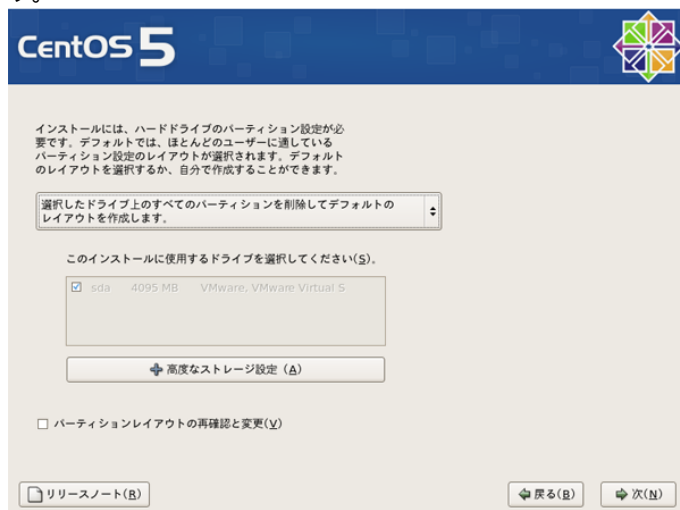 す。
CentOS 5
インストールには、ハードドライブのパーティション設定が必
要です。デフォルトでは、ほとんどのユーザーに適している
パーティション設定のレイアウトが選択されます。デフォルト
のレイアウトを選択するか、自分で作成することができます。
選択したドライブ上のすべてのパーティションを削除してデフォルトの
レイアウトを作成します。
このインストールに使用するドライブを選択してください(S).
sda 4095 MB VMware, VMware Virtual S
高度なストレージ設定（A）
パーティションレイアウトの再確認と変更(V)
リリースノート(R)
戻る(B)
次(N)